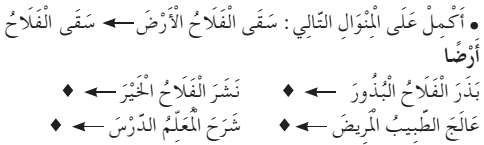 • أَكْمِلْ عَلَى الْمِنْوَالِ التَّالِي: سَقَى الْفَلَاحُ الْأَرْضَ ← سَقَى الْفَلَاحُ
أَرْضًا
♦ بَذَرَ الْفَلَاحُ الْبُذُورَ ← ♦ نَشَرَ الْفَلَاحُ الْخَيْرَ ←
♦ عَالَجَ الطَّبِيبُ الْمَرِيضَ ← ♦ شَرَحَ الْمُعَلِّمُ الدَّرْسَ ←